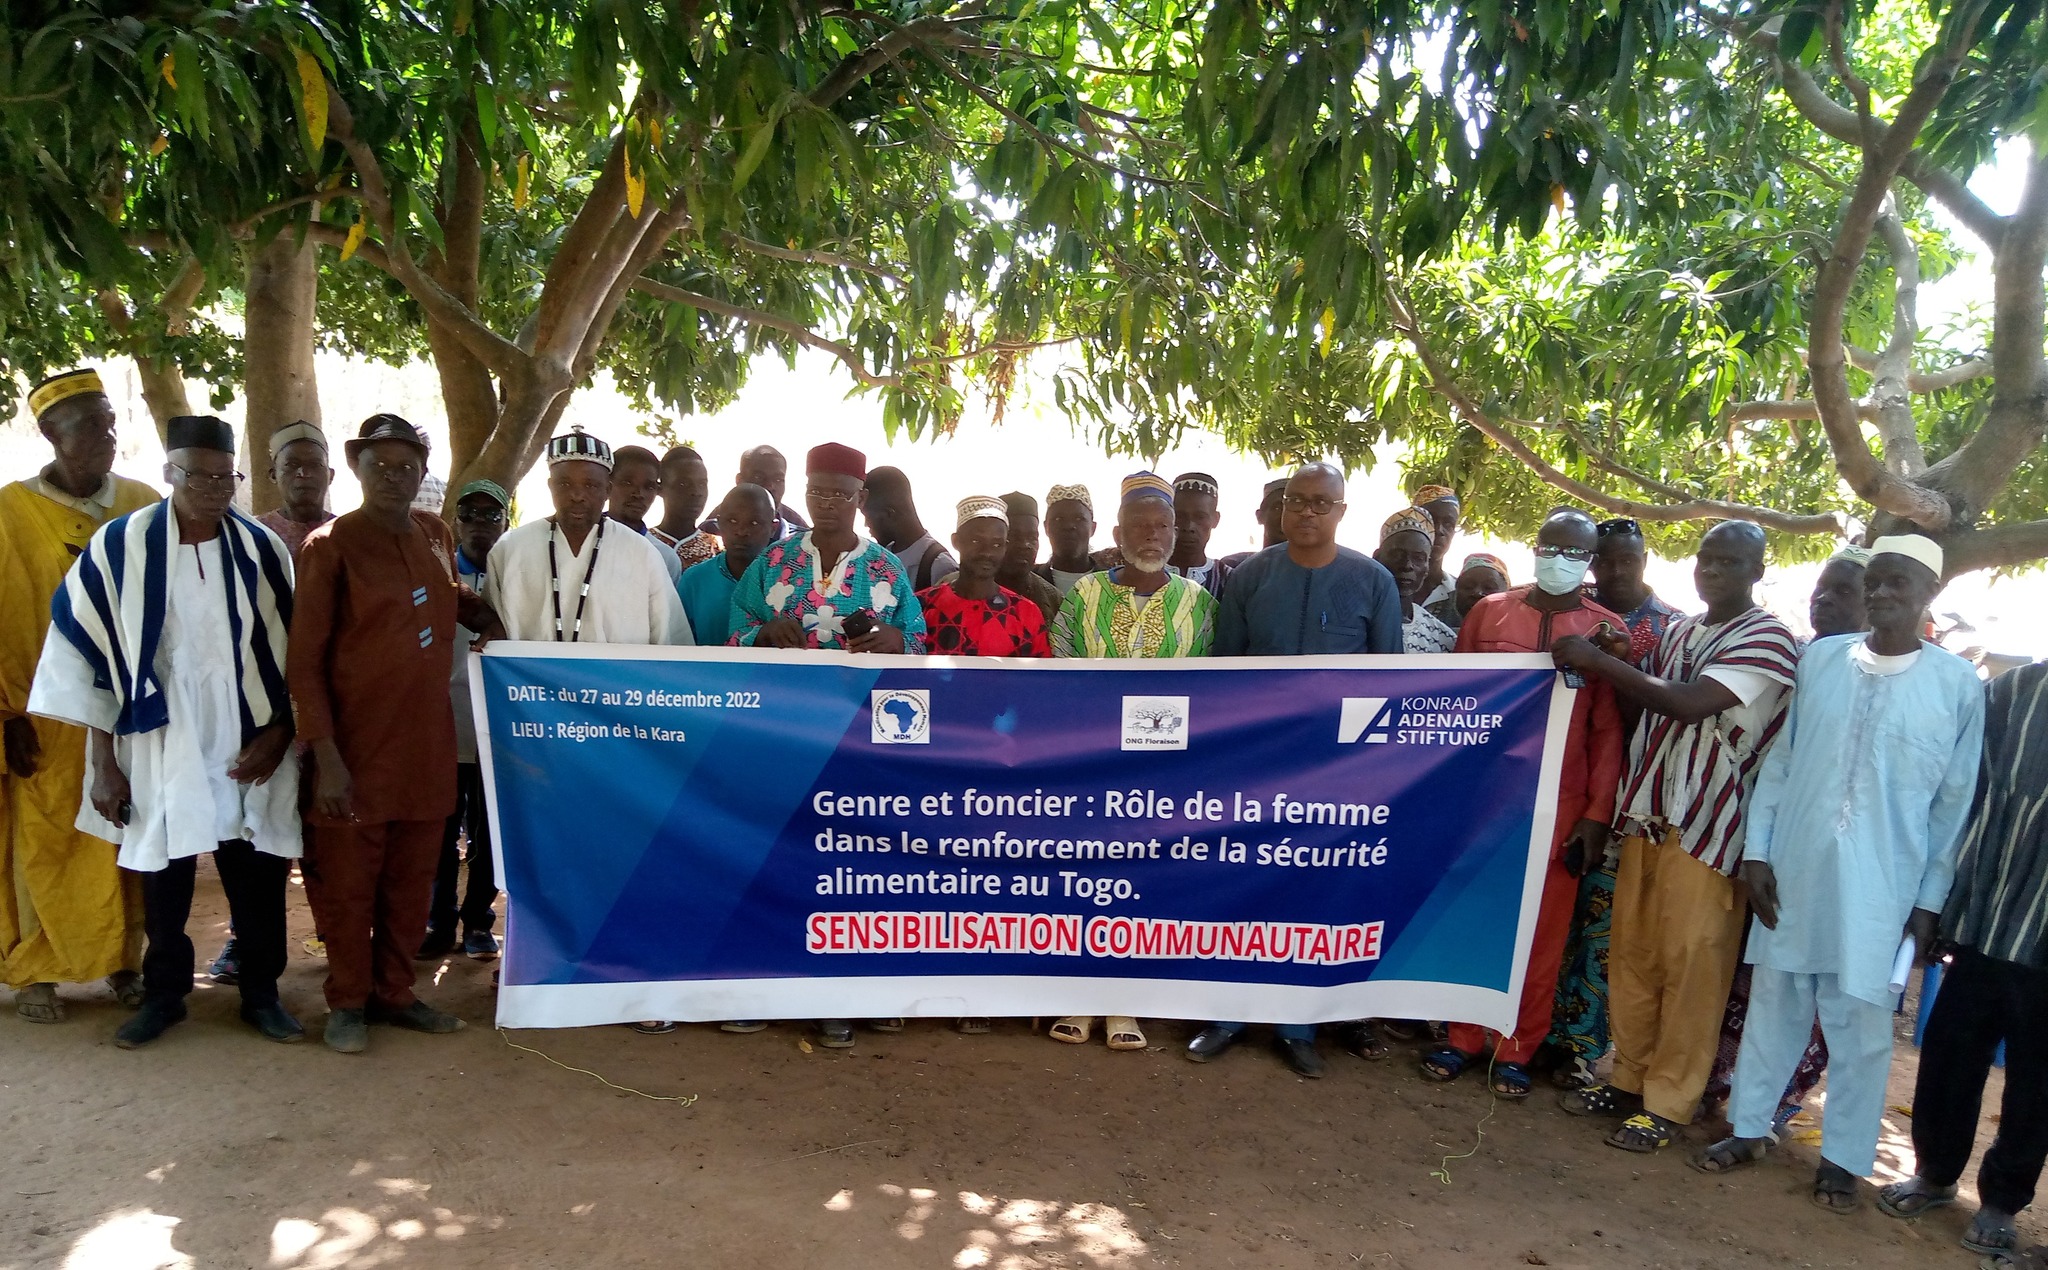 DATE : du 27 au 29 décembre 2022
LIEU : Région de la Kara
MDH
ONG Floraison
KONRAD
ADENAUER
STIFTUNG
Genre et foncier : Rôle de la femme
dans le renforcement de la sécurité
alimentaire au Togo.
SENSIBILISATION COMMUNAUTAIRE